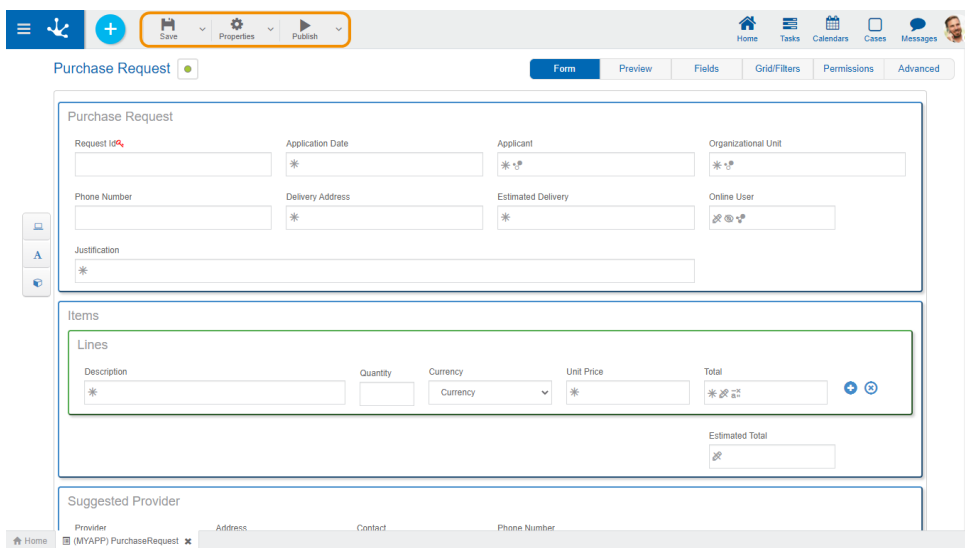 Save Properties Publish Home Tasks Calendars Cases Messages
Purchase Request Form Preview Fields Grid/Filters Permissions Advanced
Purchase Request
Request Id Application Date Applicant Organizational Unit
Phone Number Delivery Address Estimated Delivery Online User
A
Justification
Items
Lines
Description Quantity Currency Unit Price Total
Currency
Estimated Total
Suggested Provider
Provider Address Contact Phone Number
Home (MYAPP) PurchaseRequest